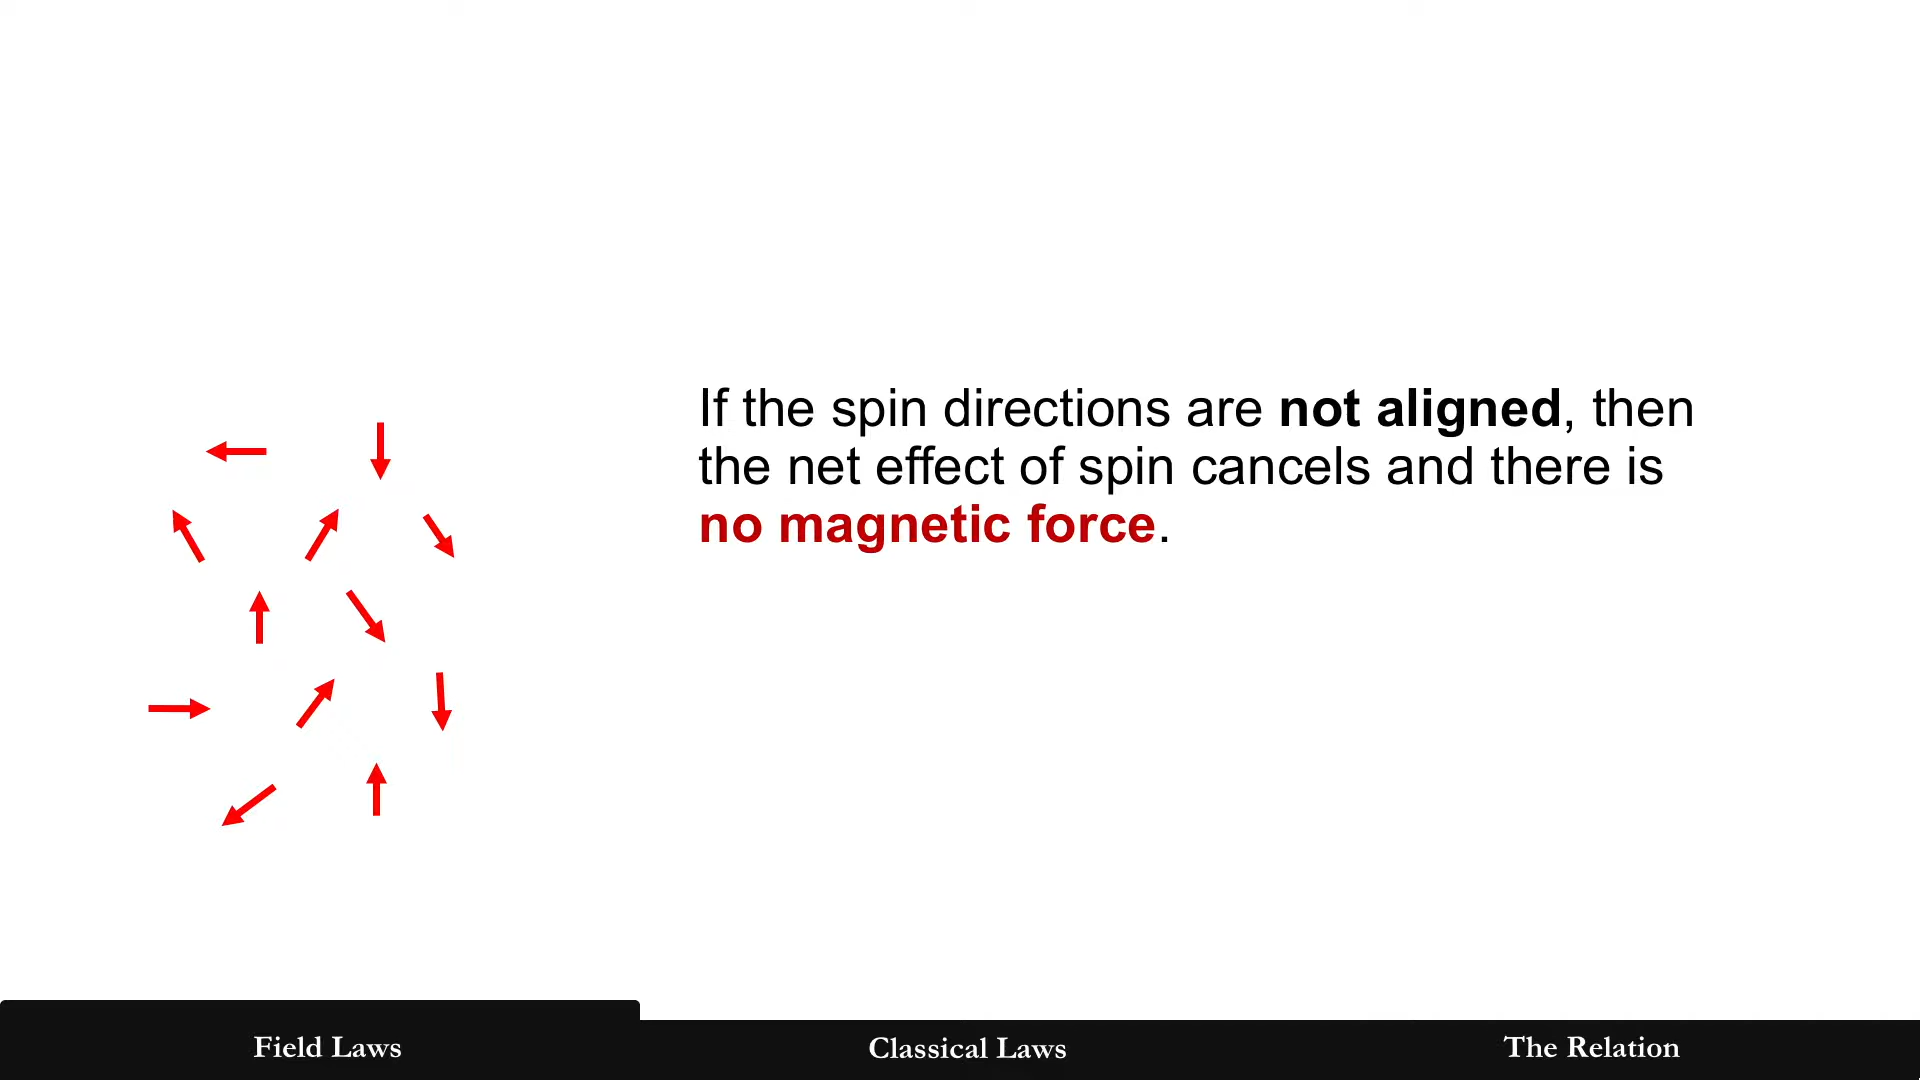 If the spin directions are not aligned, then
the net effect of spin cancels and there is
no magnetic force.
Field Laws
Classical Laws
The Relation